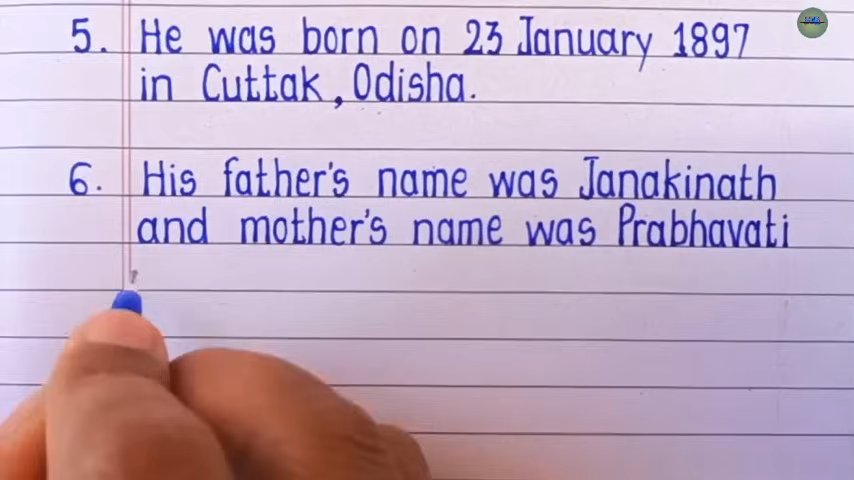 5. He was born on 23 January 1897
in Cuttak, Odisha.
6. His father's name was Janakinath
and mother's name was Prabhavati